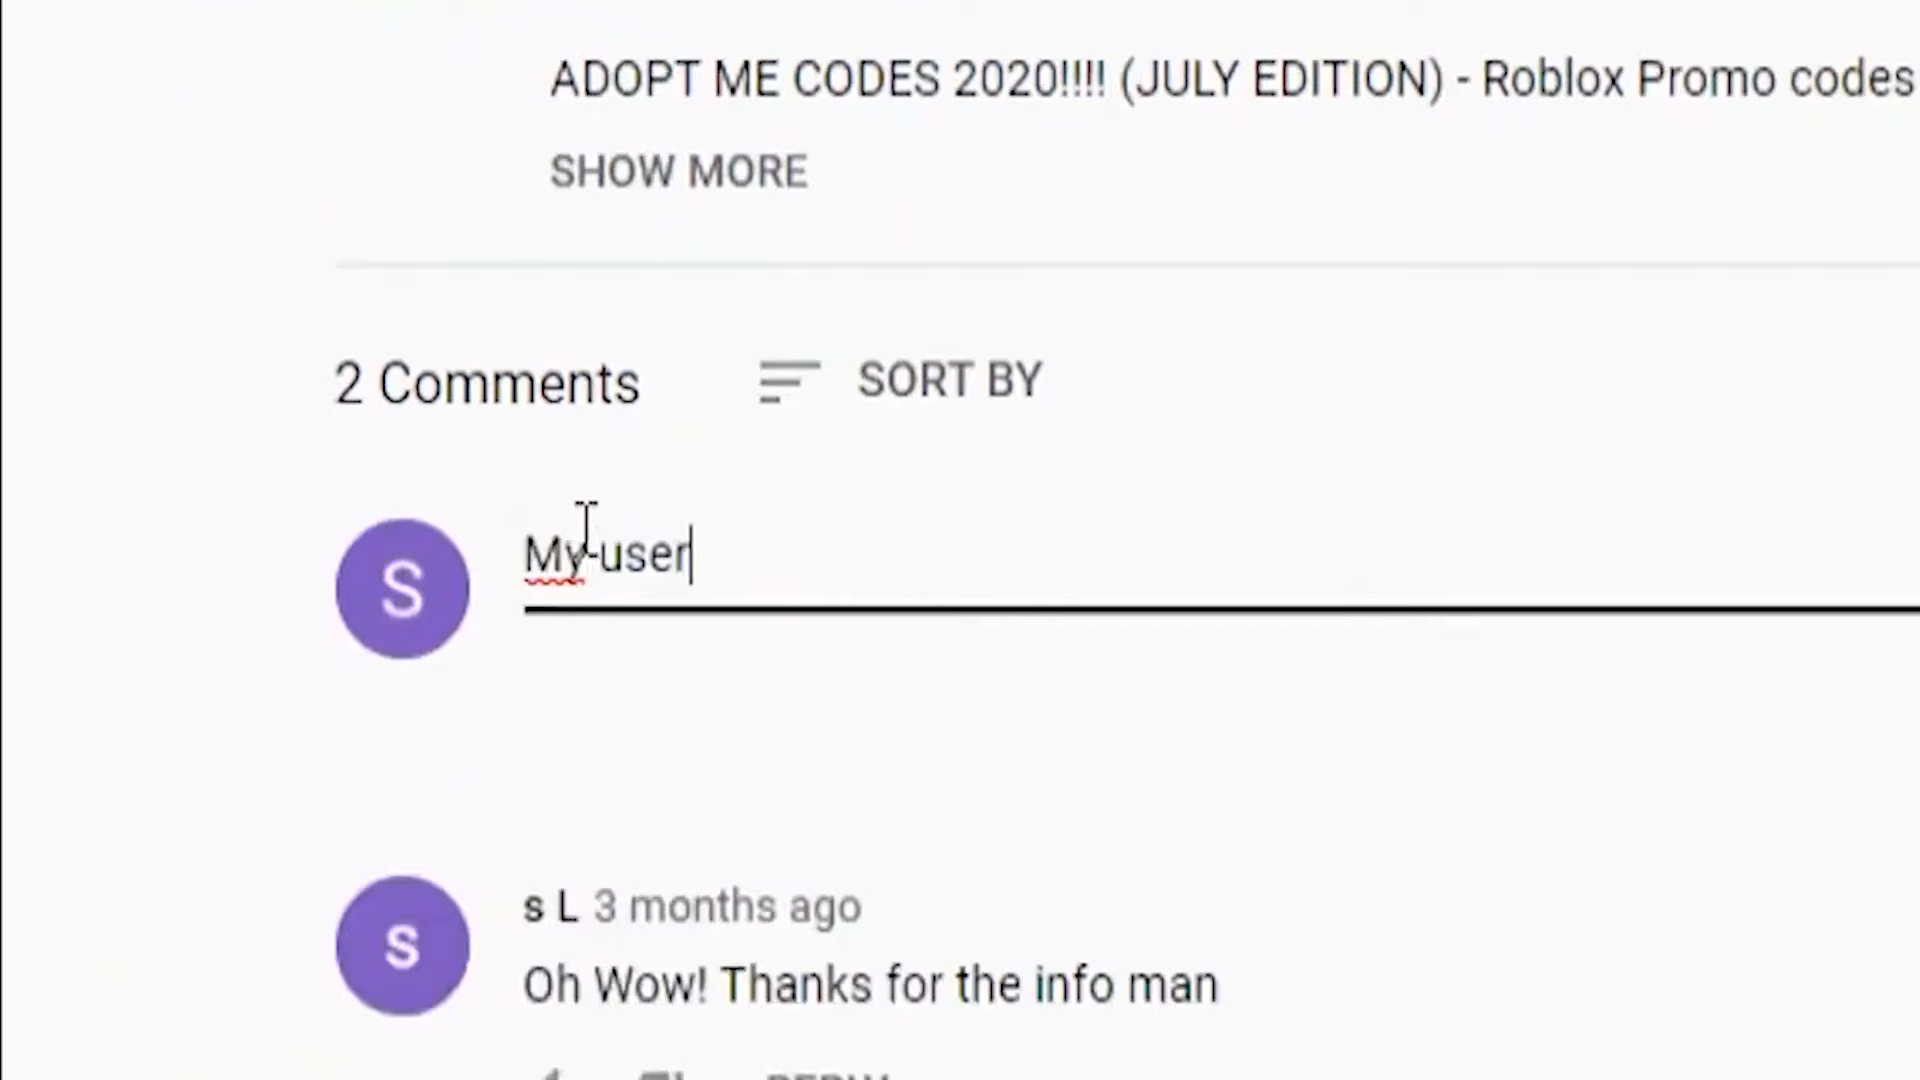 ADOPT ME CODES 2020!!!! (JULY EDITION) - Roblox Promo codes
SHOW MORE
2 Comments
SORT BY
S
My user
s
s L 3 months ago
Oh Wow! Thanks for the info man
REPLY